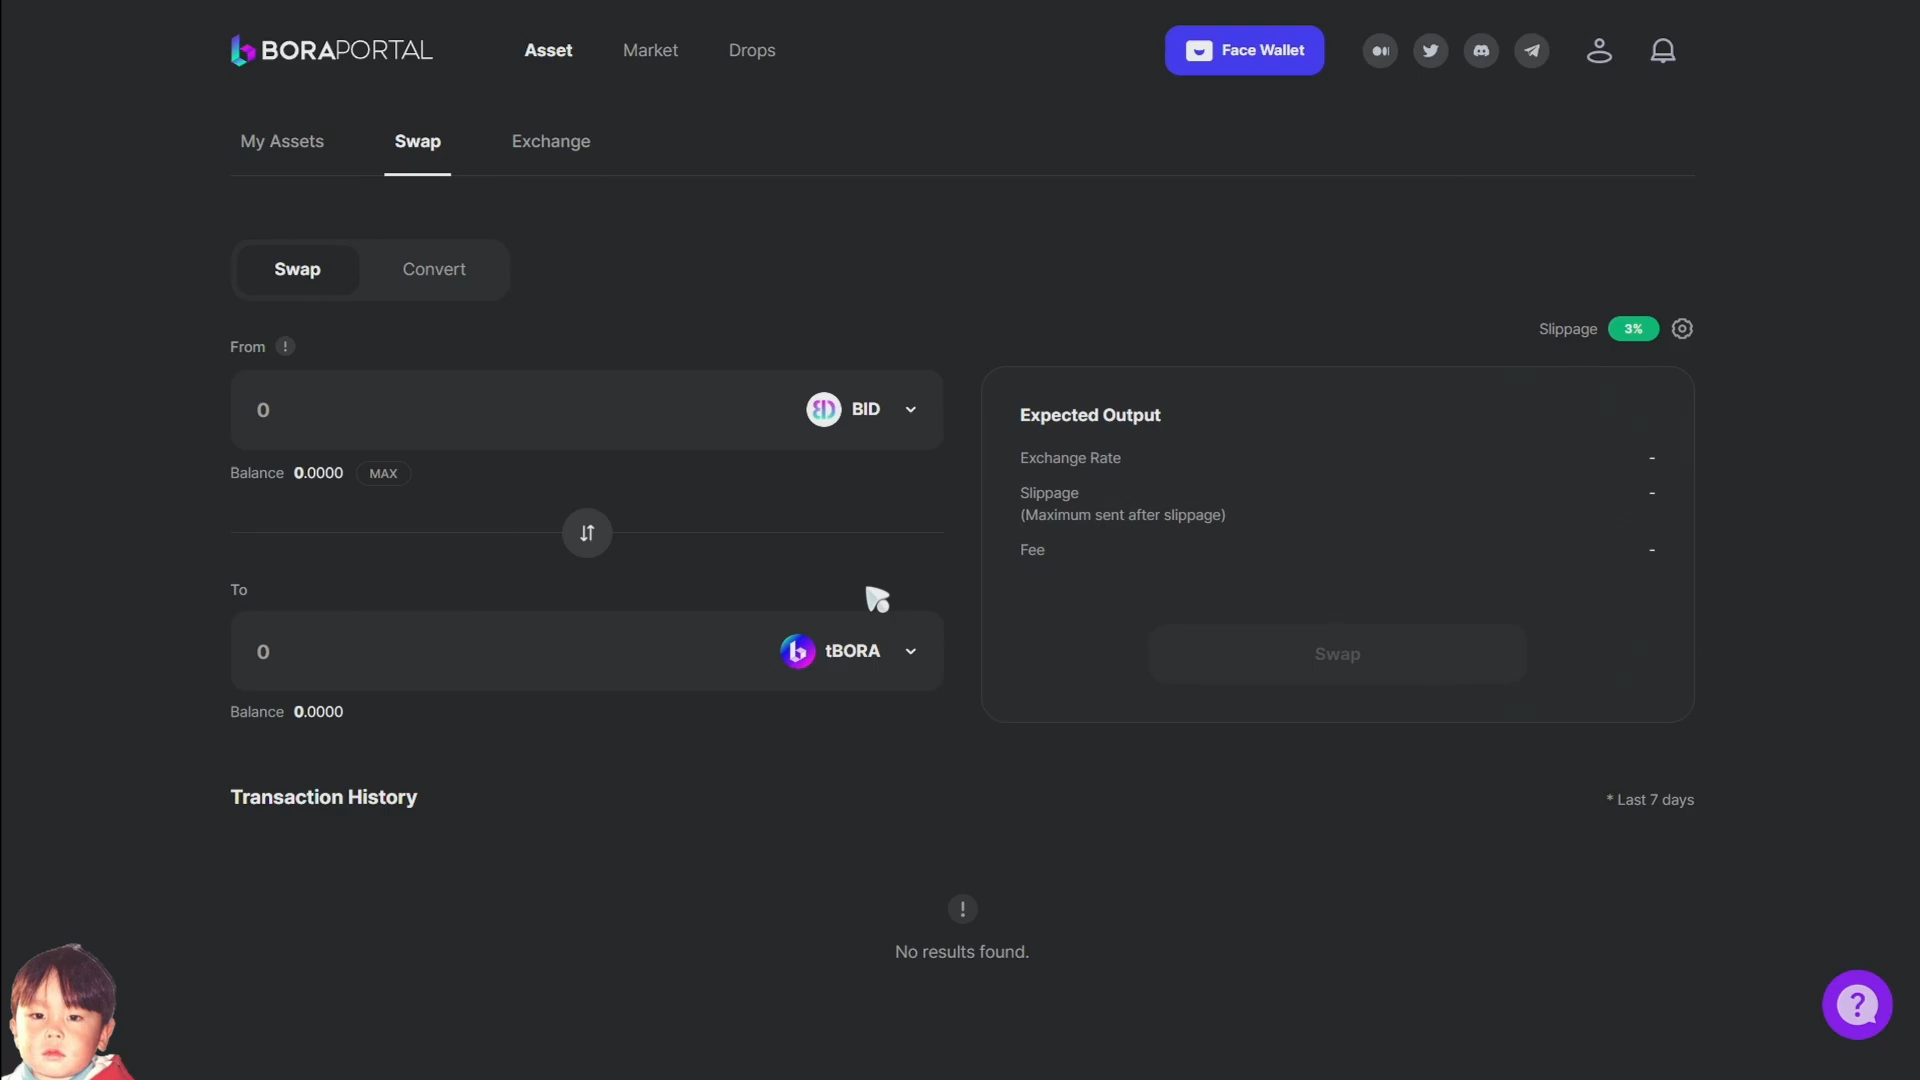 BORAPORTAL
Asset
Market
Drops
Face Wallet
My Assets
Swap
Exchange
Swap
Convert
Slippage 3%
From !
0
BID
Balance 0.0000 MAX
To
0
tBORA
Balance 0.0000
Expected Output
Exchange Rate -
Slippage -
(Maximum sent after slippage)
Fee -
Swap
Transaction History
* Last 7 days
!
No results found.
?